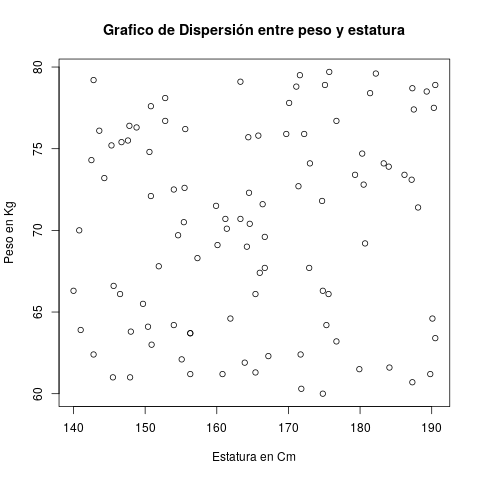 Grafico de Dispersión entre peso y estatura
80
75
70
65
60
Peso en Kg
140 150 160 170 180 190
Estatura en Cm